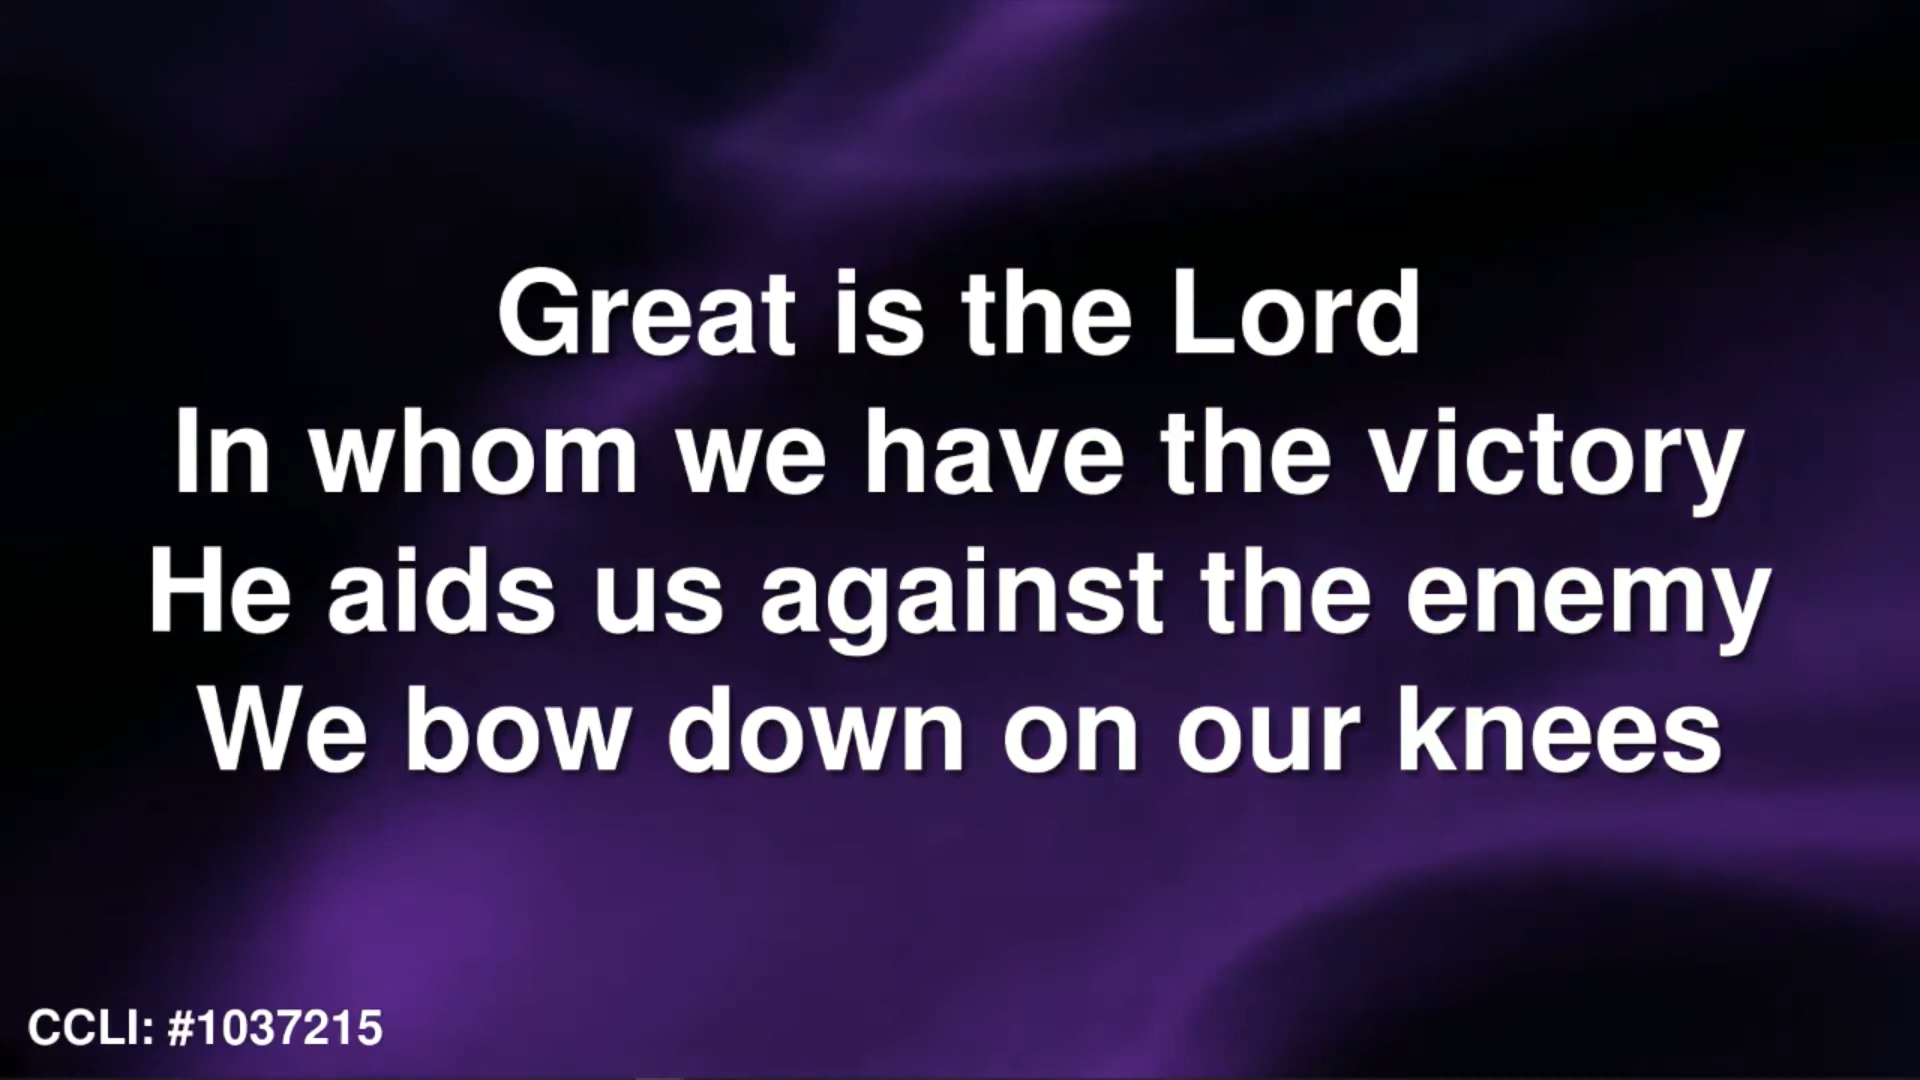 Great is the Lord
In whom we have the victory
He aids us against the enemy
We bow down on our knees
CCLI: #1037215